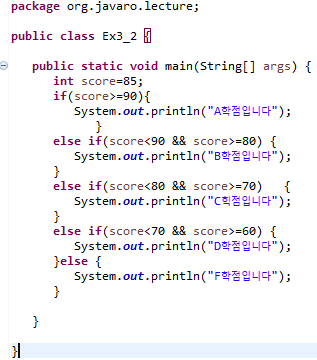 package org.javaro.lecture;
public class Ex3_2 {
public static void main(String[] args) {
int score=85;
if(score>=90){
System.out.println("A학점입니다");
}
else if(score<90 && score>=80) {
System.out.println("B학점입니다");
}
else if(score<80 && score>=70) {
System.out.println("C학점입니다");
}
else if(score<70 && score>=60) {
System.out.println("D학점입니다");
}else {
System.out.println("F학점입니다");
}
}
}